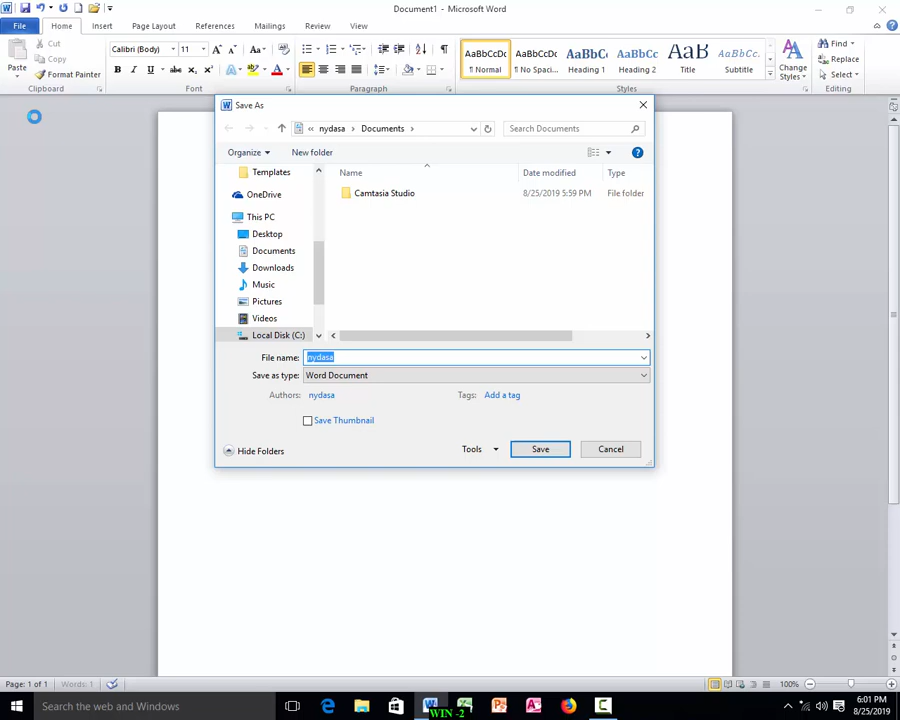 Document1 - Microsoft Word
File Home Insert Page Layout References Mailings Review View
Cut
Copy
Format Painter
Paste
Clipboard
Calibri (Body) 11
Font
Paragraph
AaBbCcDc AaBbCcDc AaBbC AaBbCc AaB AaBbCc.
¶ Normal ¶ No Spaci... Heading 1 Heading 2 Title Subtitle
Change
Styles
Styles
Find
Replace
Select
Editing
Save As
« nydasa › Documents ›
Search Documents
Organize New folder
Name Date modified Type
Templates
OneDrive
This PC
Desktop
Documents
Downloads
Music
Pictures
Videos
Local Disk (C:)
Camtasia Studio 8/25/2019 5:59 PM File folder
File name: nydasa
Save as type: Word Document
Authors: nydasa Tags: Add a tag
Save Thumbnail
Hide Folders Tools Save Cancel
Page: 1 of 1 Words: 1 100%
Search the web and Windows
WIN -2
6:01 PM
8/25/2019